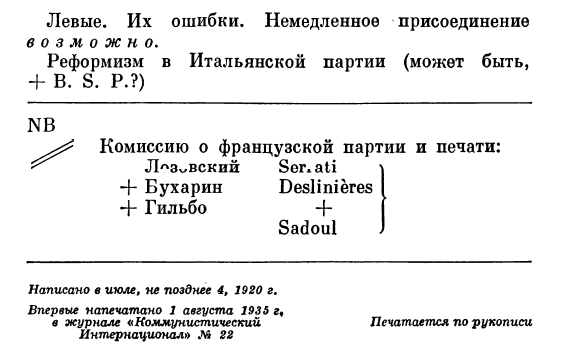 Левые. Их ошибки. Немедленное присоединение
возможно.
Реформизм в Итальянской партии (может быть,
+ B. S. P.?)
NB
Комиссию о французской партии и печати:
Лозовский Serrati
+ Бухарин Deslinières
+ Гильбо +
Sadoul
Написано в июле, не позднее 4, 1920 г.
Впервые напечатано 1 августа 1935 г,
в журнале «Коммунистический
Интернационал» № 22
Печатается по рукописи